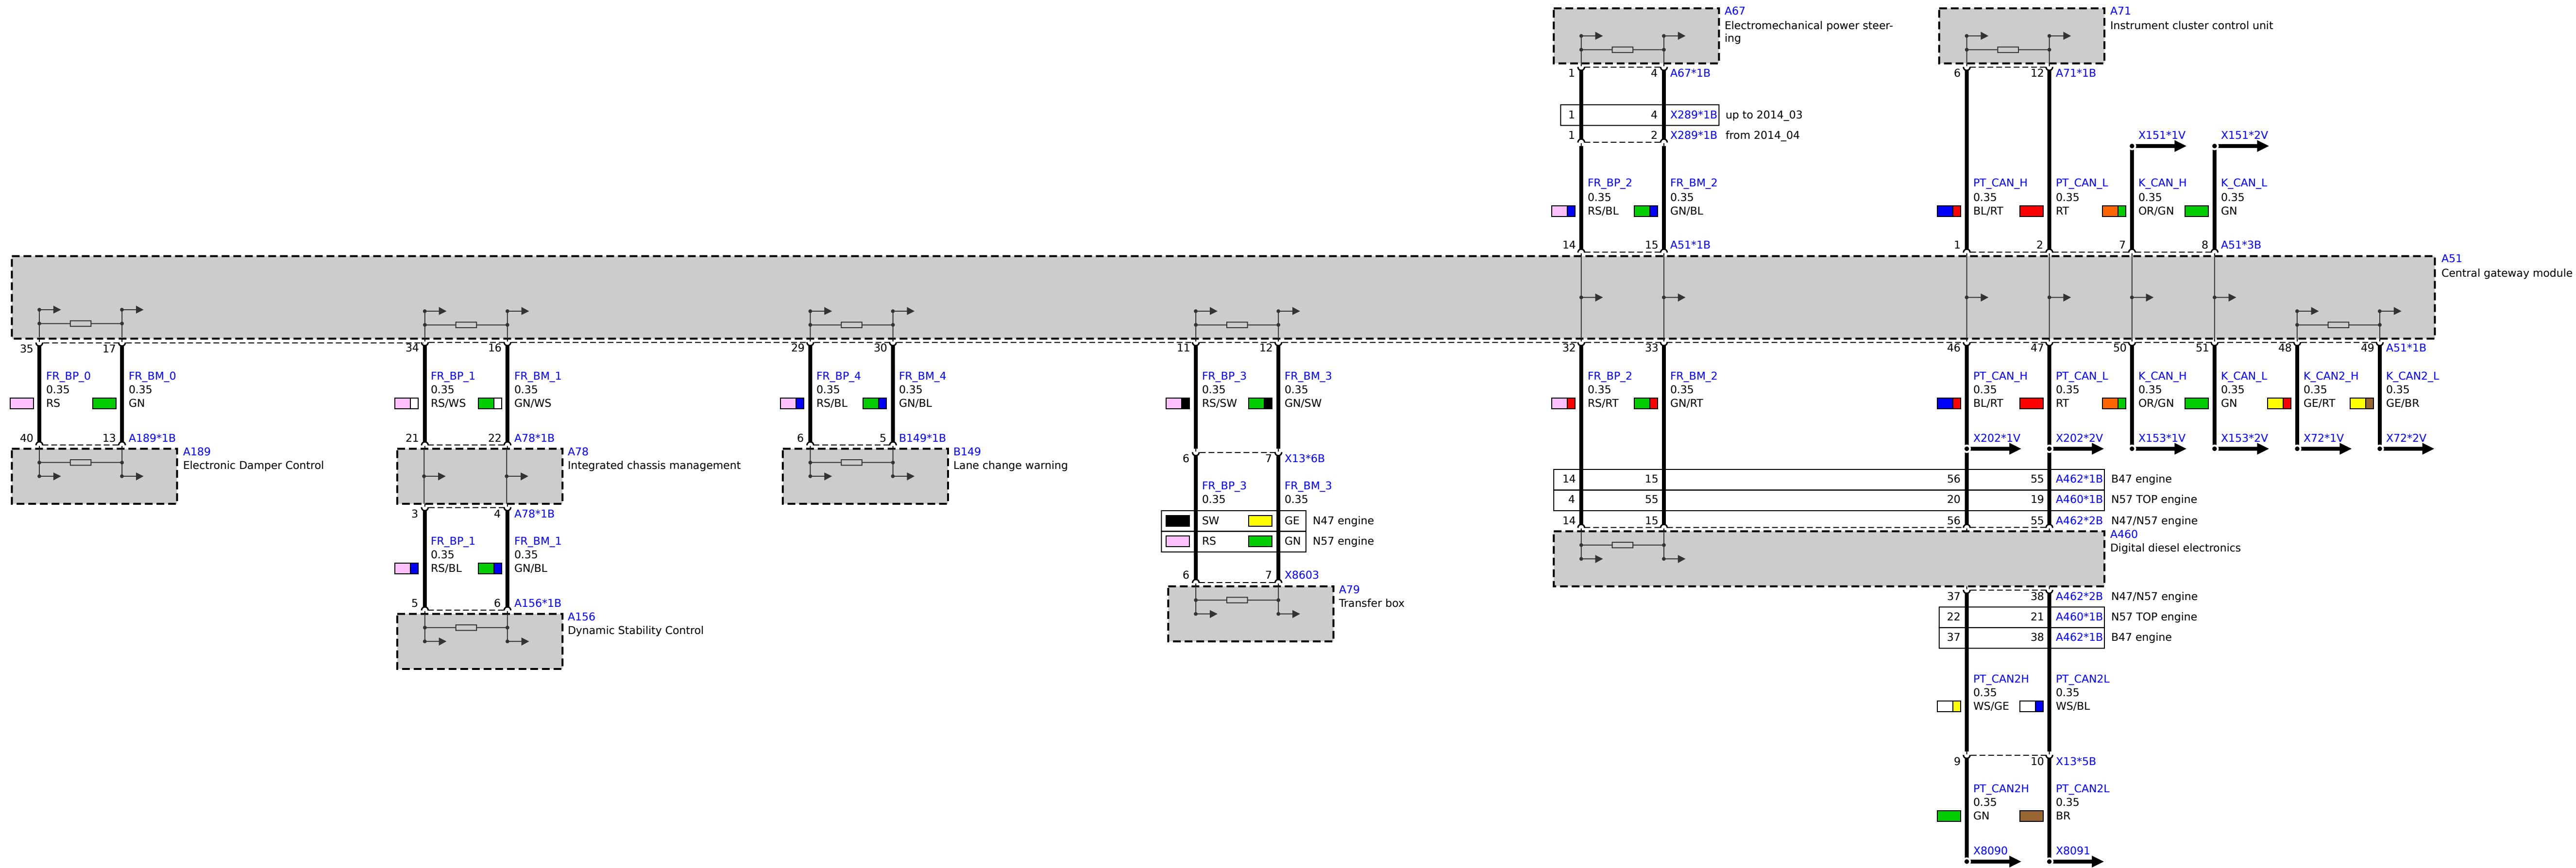 A67
Electromechanical power steer-
ing
A71
Instrument cluster control unit
1 4 A67*1B
6 12 A71*1B
1 4 X289*1B up to 2014_03
1 2 X289*1B from 2014_04
X151*1V X151*2V
FR_BP_2 FR_BM_2 PT_CAN_H PT_CAN_L K_CAN_H K_CAN_L
0.35 0.35 0.35 0.35 0.35 0.35
RS/BL GN/BL BL/RT RT OR/GN GN
14 15 A51*1B 1 2 7 8 A51*3B
A51
Central gateway module
35 17 34 16 29 30 11 12 32 33 46 47 50 51 48 49 A51*1B
FR_BP_0 FR_BM_0 FR_BP_1 FR_BM_1 FR_BP_4 FR_BM_4 FR_BP_3 FR_BM_3 FR_BP_2 FR_BM_2 PT_CAN_H PT_CAN_L K_CAN_H K_CAN_L K_CAN2_H K_CAN2_L
0.35 0.35 0.35 0.35 0.35 0.35 0.35 0.35 0.35 0.35 0.35 0.35 0.35 0.35 0.35 0.35
RS GN RS/WS GN/WS RS/BL GN/BL RS/SW GN/SW RS/RT GN/RT BL/RT RT OR/GN GN GE/RT GE/BR
40 13 A189*1B 21 22 A78*1B 6 5 B149*1B X202*1V X202*2V X153*1V X153*2V X72*1V X72*2V
A189
Electronic Damper Control
A78
Integrated chassis management
B149
Lane change warning
6 7 X13*6B
14 15 56 55 A462*1B B47 engine
4 55 20 19 A460*1B N57 TOP engine
14 15 56 55 A462*2B N47/N57 engine
FR_BP_3 FR_BM_3
0.35 0.35
SW GE N47 engine
RS GN N57 engine
3 4 A78*1B
FR_BP_1 FR_BM_1
0.35 0.35
RS/BL GN/BL
5 6 A156*1B
A156
Dynamic Stability Control
6 7 X8603
A79
Transfer box
A460
Digital diesel electronics
37 38 A462*2B N47/N57 engine
22 21 A460*1B N57 TOP engine
37 38 A462*1B B47 engine
PT_CAN2H PT_CAN2L
0.35 0.35
WS/GE WS/BL
9 10 X13*5B
PT_CAN2H PT_CAN2L
0.35 0.35
GN BR
X8090 X8091